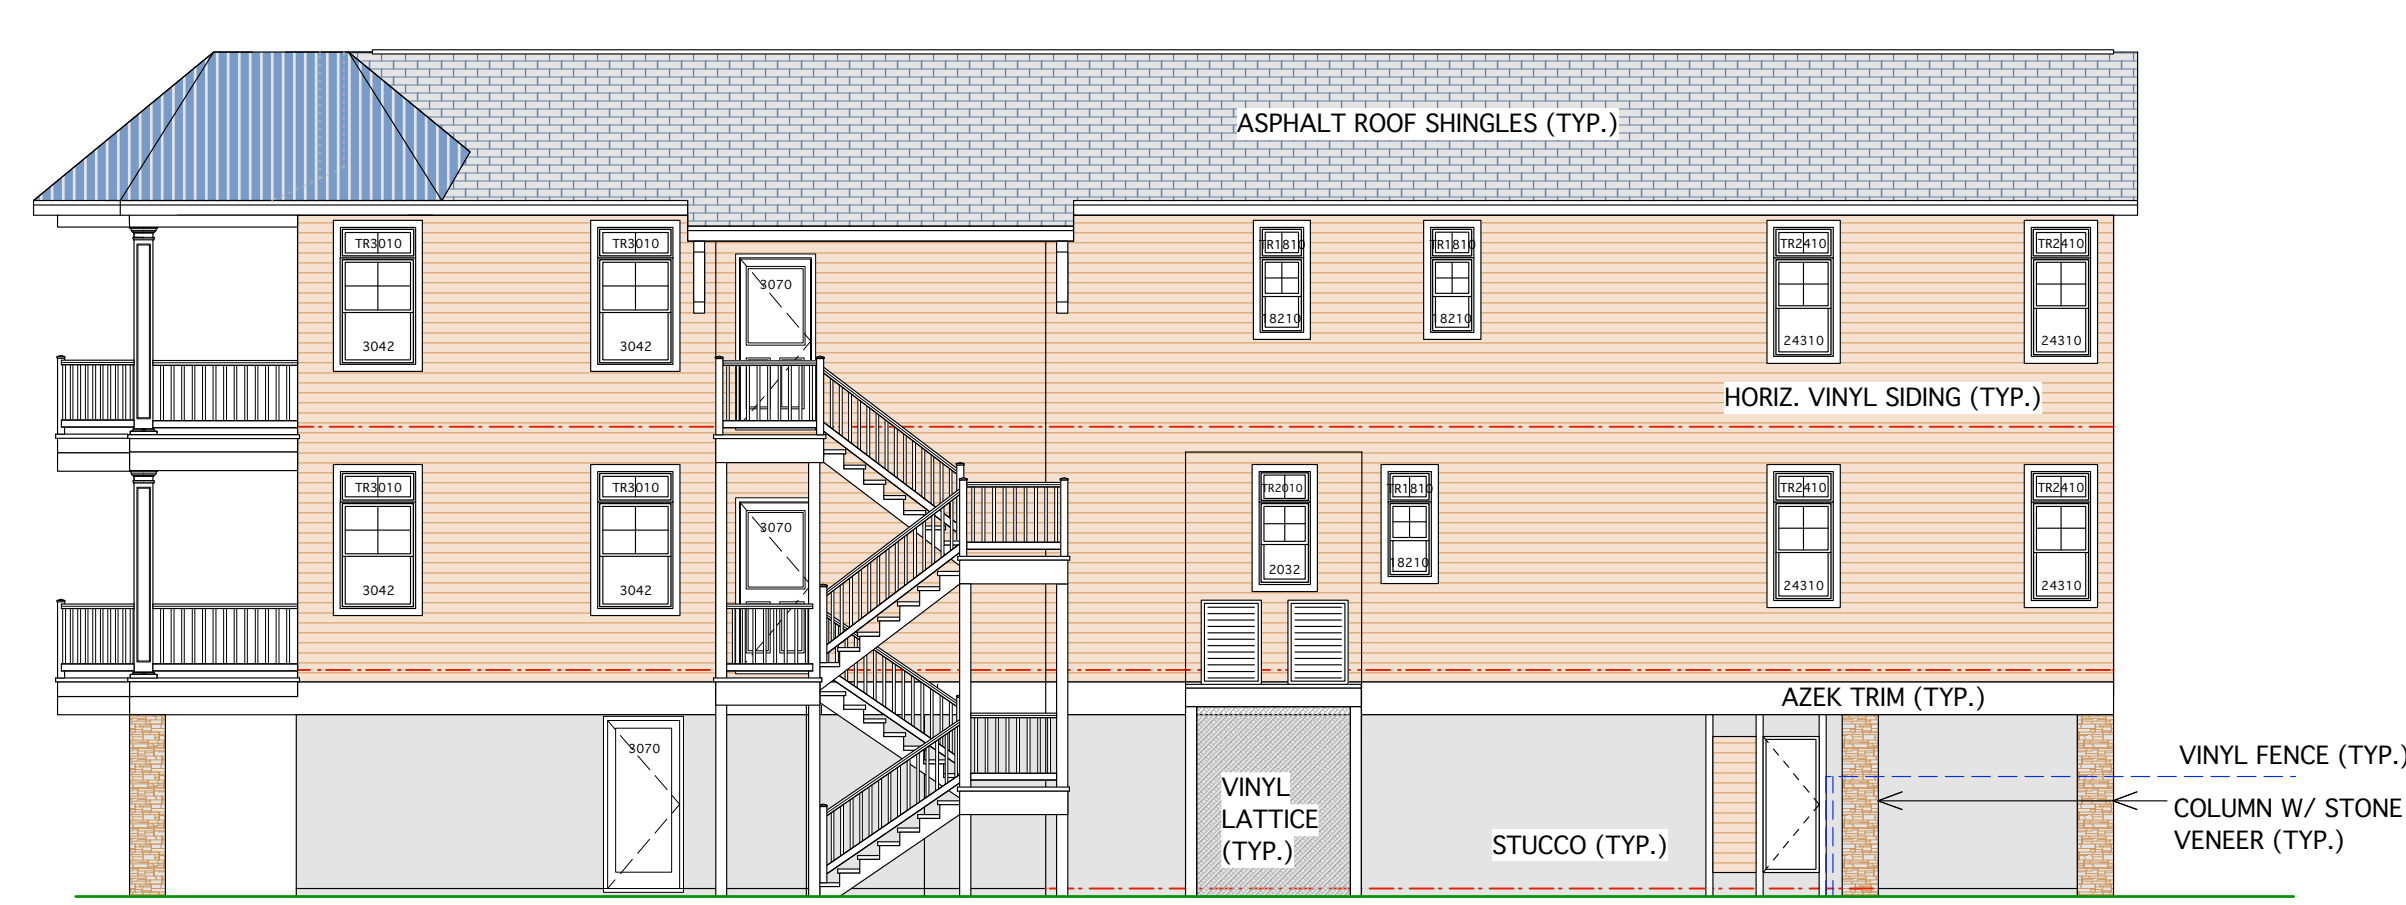 ASPHALT ROOF SHINGLES (TYP.)
TR3010
TR3010
TR1810
TR1810
TR2410
TR2410
3070
18210
18210
24310
24310
3042
3042
HORIZ. VINYL SIDING (TYP.)
TR3010
TR3010
TR2010
TR1810
TR2410
TR2410
3070
2032
18210
24310
24310
3042
3042
AZEK TRIM (TYP.)
3070
VINYL FENCE (TYP.)
VINYL
LATTICE
(TYP.)
COLUMN W/ STONE
VENEER (TYP.)
STUCCO (TYP.)